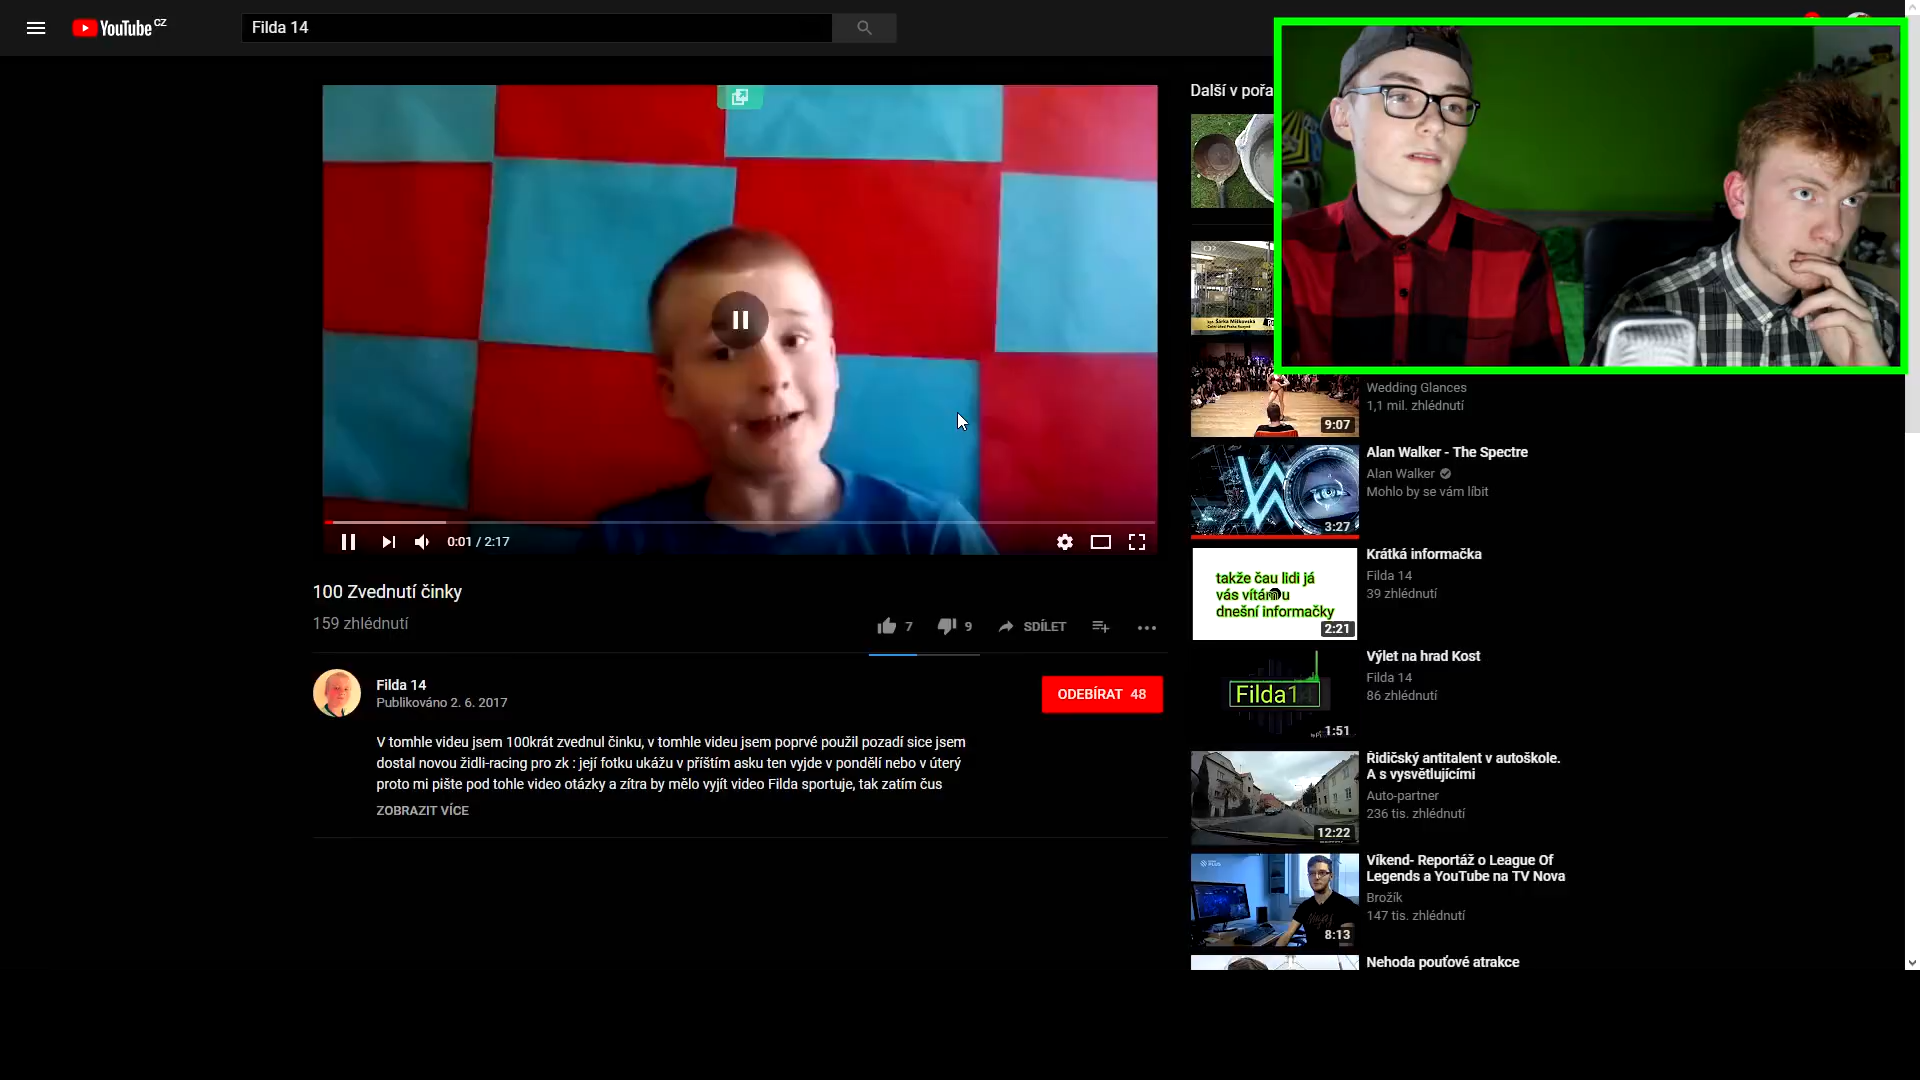 YouTube CZ
Filda 14
Další v pořa
0:01 / 2:17
100 Zvednutí činky
159 zhlédnutí
7
9
SDÍLET
Filda 14
Publikováno 2. 6. 2017
ODEBÍRAT 48
V tomhle videu jsem 100krát zvednul činku, v tomhle videu jsem poprvé použil pozadí sice jsem
dostal novou židli-racing pro zk : její fotku ukážu v příštím asku ten vyjde v pondělí nebo v úterý
proto mi pište pod tohle video otázky a zítra by mělo vyjít video Filda sportuje, tak zatím čus
ZOBRAZIT VÍCE
Šárka Miškovská
Wedding Glances
1,1 mil. zhlédnutí
9:07
Alan Walker - The Spectre
Alan Walker
Mohlo by se vám líbit
3:27
takže čau lidi já
vás vítám u
dnešní informačky
2:21
Krátká informačka
Filda 14
39 zhlédnutí
Filda14
1:51
Výlet na hrad Kost
Filda 14
86 zhlédnutí
12:22
Řidičský antitalent v autoškole.
A s vysvětlujícími
Auto-partner
236 tis. zhlédnutí
8:13
Víkend- Reportáž o League Of
Legends a YouTube na TV Nova
Brožík
147 tis. zhlédnutí
Nehoda pouťové atrakce